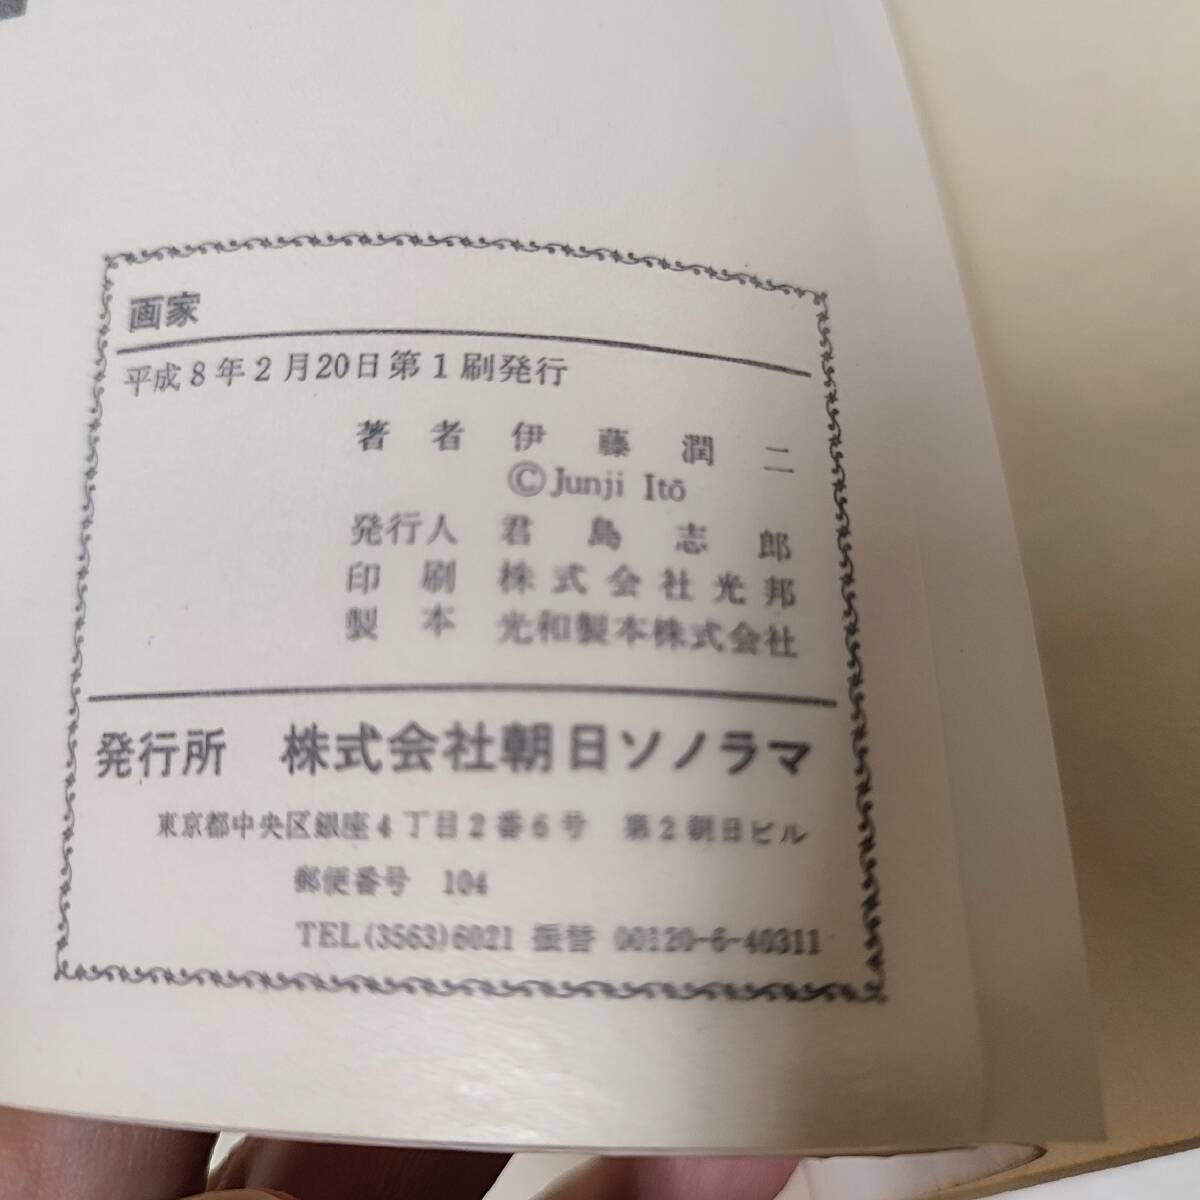 画家
平成8年2月20日第1刷発行
著者 伊藤潤二
©Junji Itō
発行人 君島志郎
印刷 株式会社光邦
製本 光和製本株式会社
発行所 株式会社朝日ソノラマ
東京都中央区銀座4丁目2番6号 第2朝日ビル
郵便番号 104
TEL(3563)6021 振替 00120-6-40311